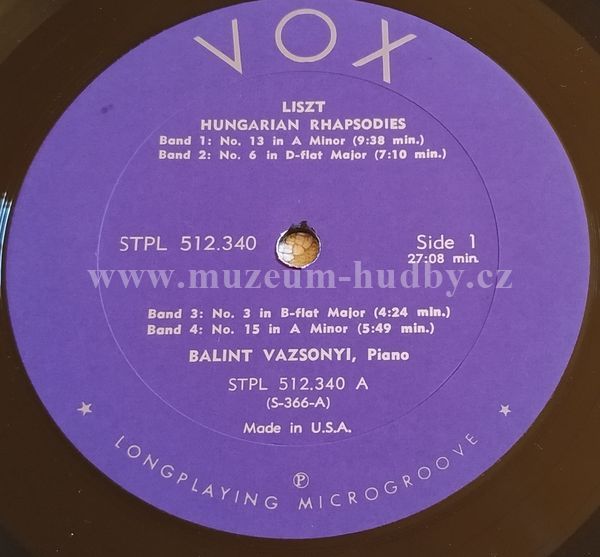 VOX
LISZT
HUNGARIAN RHAPSODIES
Band 1: No. 13 in A Minor (9:38 min.)
Band 2: No. 6 in D-flat Major (7:10 min.)
STPL 512.340
Side 1
27:08 min.
www.muzeum-hudby.cz
Band 3: No. 3 in B-flat Major (4:24 min.)
Band 4: No. 15 in A Minor (5:49 min.)
BALINT VAZSONYI, Piano
STPL 512.340 A
(S-366-A)
Made in U.S.A.
℗
★ LONGPLAYING MICROGROOVE ★